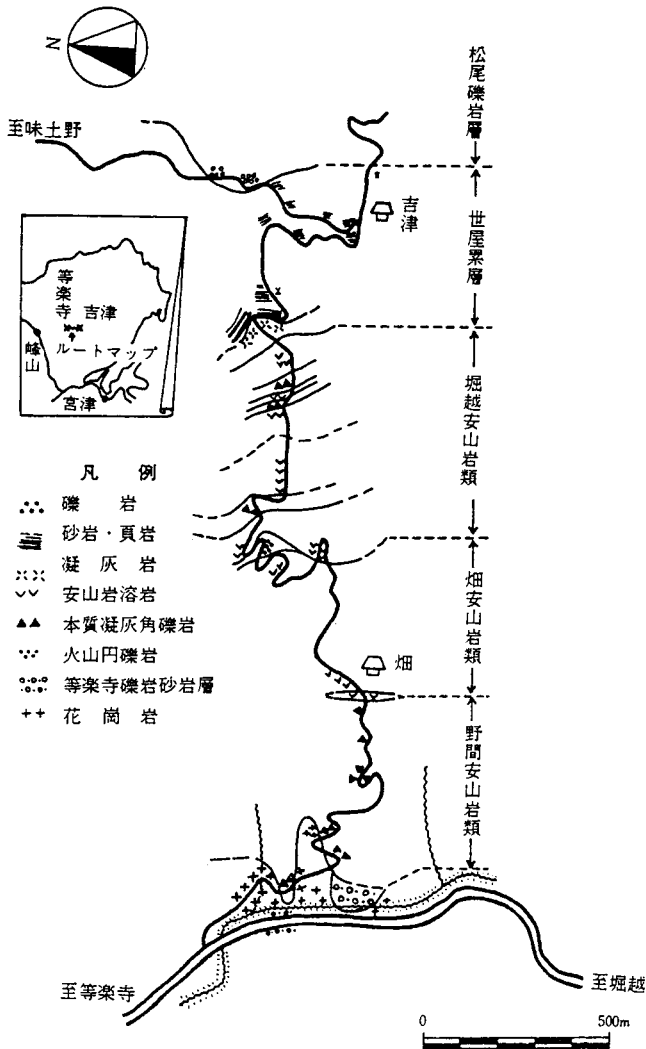 N
至味土野
松尾礫岩層
吉津
世屋累層
等楽寺
吉津
ルートマップ
峰山
宮津
堀越安山岩類
凡 例
礫 岩
砂岩・頁岩
凝 灰 岩
安山岩溶岩
本質凝灰角礫岩
火山円礫岩
等楽寺礫岩砂岩層
花 崗 岩
畑安山岩類
畑
野間安山岩類
至等楽寺
至堀越
0 500m